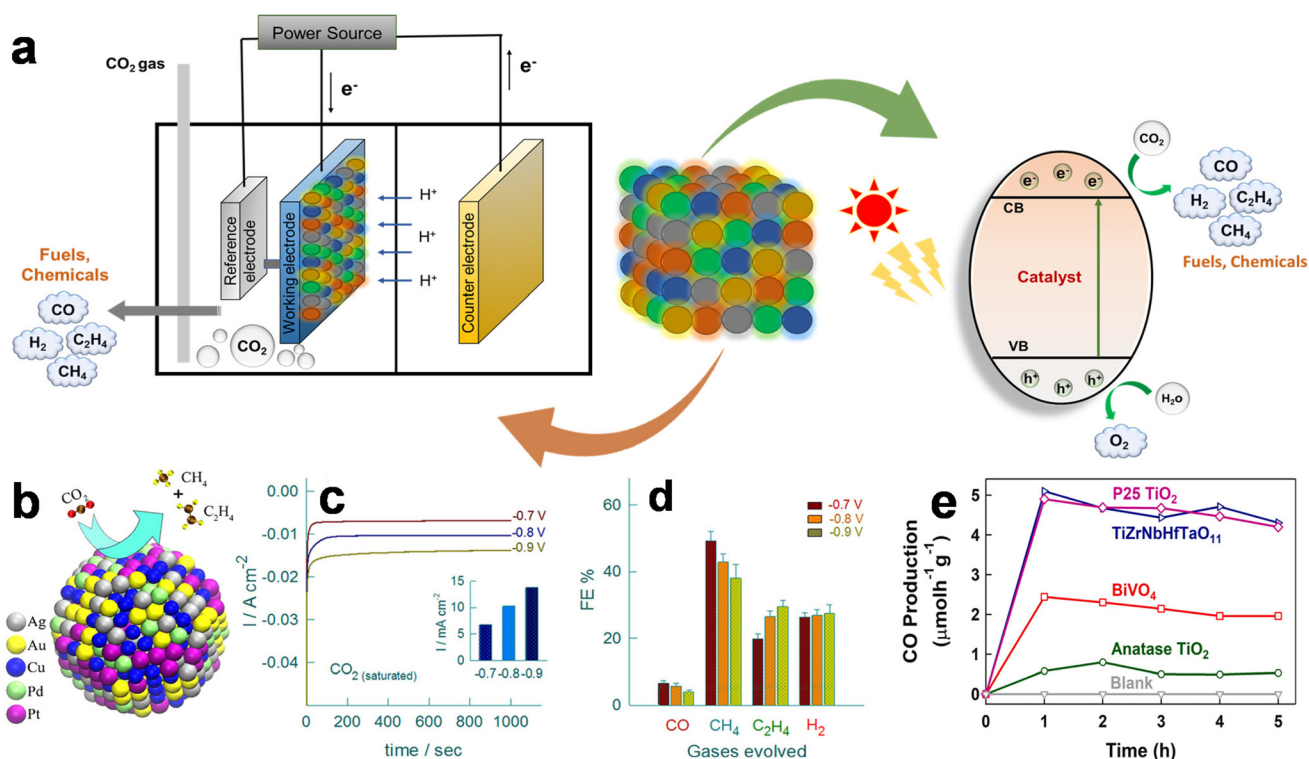 a
Power Source
CO₂ gas
e⁻
e⁻
Reference electrode
Working electrode
Counter electrode
H⁺
H⁺
H⁺
H⁺
Fuels,
Chemicals
CO
H₂
C₂H₄
CH₄
CO₂
CO₂
e⁻
e⁻
e⁻
CB
CO
H₂
C₂H₄
CH₄
Fuels, Chemicals
Catalyst
VB
h⁺
h⁺
h⁺
H₂o
O₂
b
CO₂
CH₄
+
C₂H₄
Ag
Au
Cu
Pd
Pt
c
I / A cm⁻²
0.00
-0.01
-0.02
-0.03
-0.04
-0.7 V
-0.8 V
-0.9 V
I / mA cm⁻²
15
10
5
0
-0.7 -0.8 -0.9
CO₂ (saturated)
0 200 400 600 800 1000
time / sec
d
FE %
60
40
20
0
-0.7 V
-0.8 V
-0.9 V
CO CH₄ C₂H₄ H₂
Gases evolved
e
CO Production
(µmolh⁻¹g⁻¹)
5
4
3
2
1
0
P25 TiO₂
TiZrNbHfTaO₁₁
BiVO₄
Anatase TiO₂
Blank
0 1 2 3 4 5
Time (h)